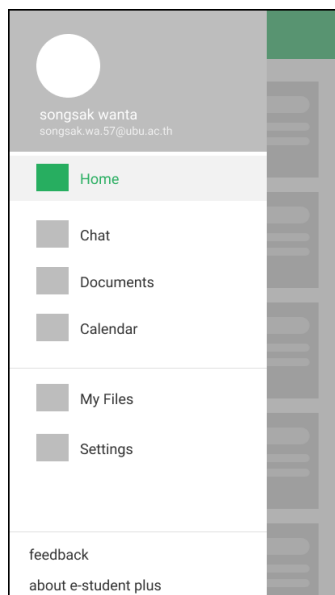 songsak wanta
songsak.wa.57@ubu.ac.th
Home
Chat
Documents
Calendar
My Files
Settings
feedback
about e-student plus